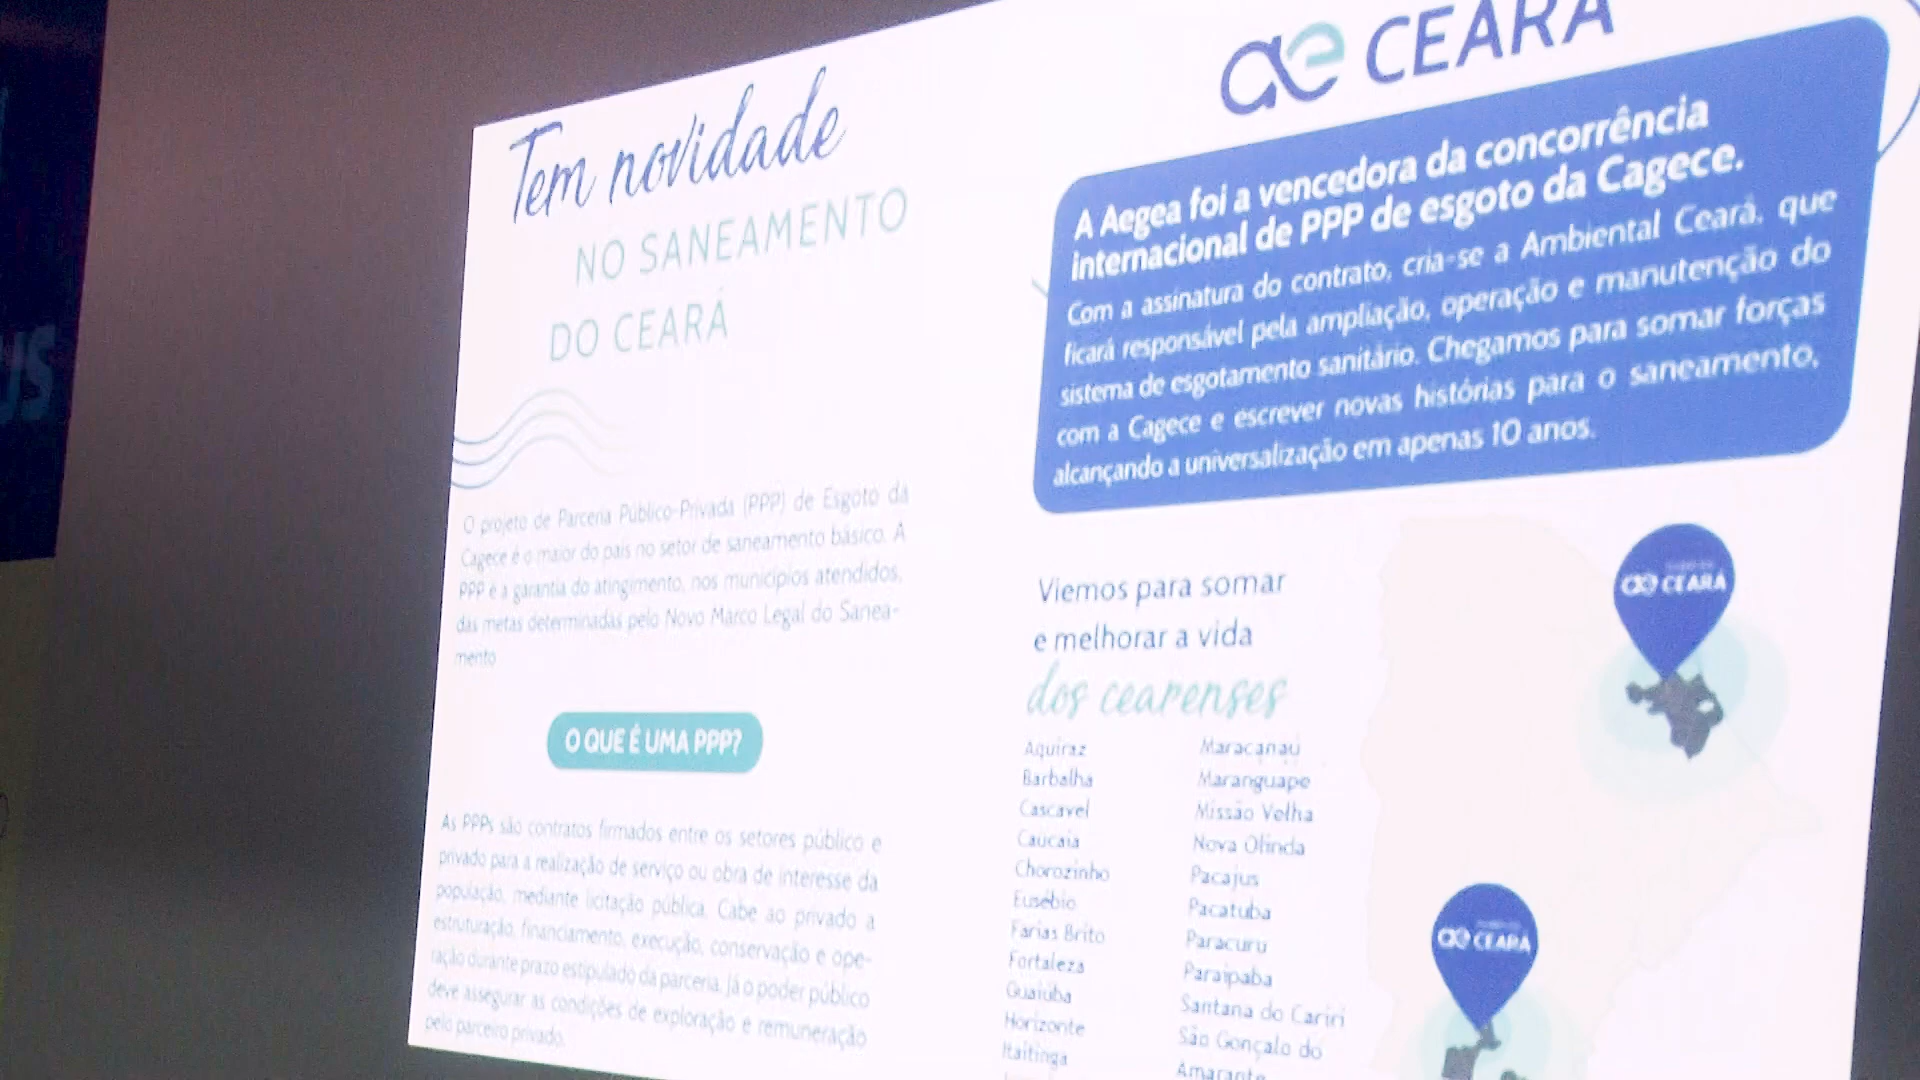 Tem novidade
NO SANEAMENTO
DO CEARÁ
O projeto de Parceria Público-Privada (PPP) de Esgoto da
Cagece é o maior do país no setor de saneamento básico. A
PPP é a garantia do atingimento, nos municípios atendidos,
das metas determinadas pelo Novo Marco Legal do Sanea-
mento
O QUE É UMA PPP?
As PPPs são contratos firmados entre os setores público e
privado para a realização de serviço ou obra de interesse da
população, mediante licitação pública. Cabe ao privado a
estruturação, financiamento, execução, conservação e ope-
ração durante prazo estipulado da parceria. Já o poder público
deve assegurar as condições de exploração e remuneração
pelo parceiro privado.
ae CEARÁ
A Aegea foi a vencedora da concorrência
internacional de PPP de esgoto da Cagece.
Com a assinatura do contrato, cria-se a Ambiental Ceará, que
ficará responsável pela ampliação, operação e manutenção do
sistema de esgotamento sanitário. Chegamos para somar forças
com a Cagece e escrever novas histórias para o saneamento,
alcançando a universalização em apenas 10 anos.
Viemos para somar
e melhorar a vida
dos cearenses
Aquiraz
Barbalha
Cascavel
Caucaia
Chorozinho
Eusébio
Farias Brito
Fortaleza
Guaiúba
Horizonte
Itaitinga
Maracanaú
Maranguape
Missão Velha
Nova Olinda
Pacajus
Pacatuba
Paracuru
Paraipaba
Santana do Cariri
São Gonçalo do
Amarante
ae CEARÁ
ae CEARÁ
US